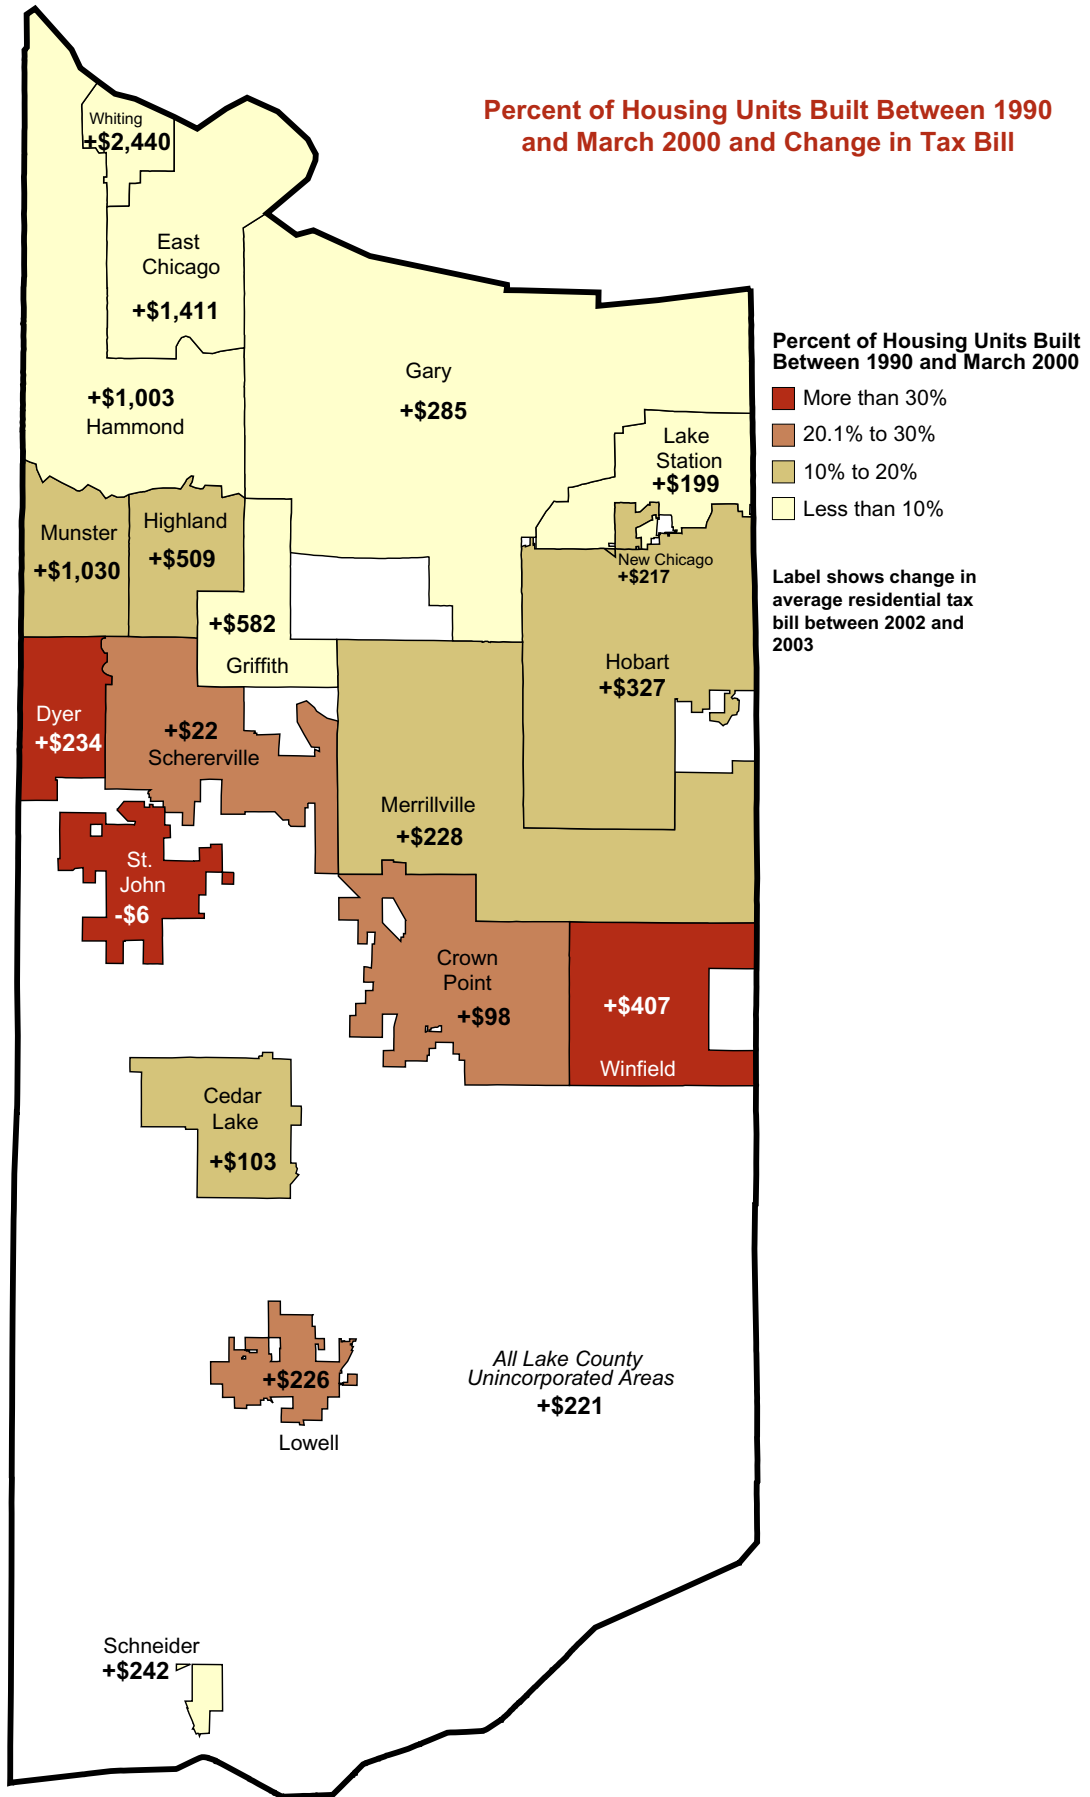 Percent of Housing Units Built Between 1990
and March 2000 and Change in Tax Bill
Whiting
+$2,440
East
Chicago
+$1,411
+$1,003
Hammond
Gary
+$285
Lake
Station
+$199
Percent of Housing Units Built
Between 1990 and March 2000
More than 30%
20.1% to 30%
10% to 20%
Less than 10%
Label shows change in
average residential tax
bill between 2002 and
2003
Munster
+$1,030
Highland
+$509
New Chicago
+$217
+$582
Griffith
Hobart
+$327
Dyer
+$234
+$22
Schererville
Merrillville
+$228
St.
John
-$6
Crown
Point
+$98
+$407
Winfield
Cedar
Lake
+$103
+$226
Lowell
All Lake County
Unincorporated Areas
+$221
Schneider
+$242